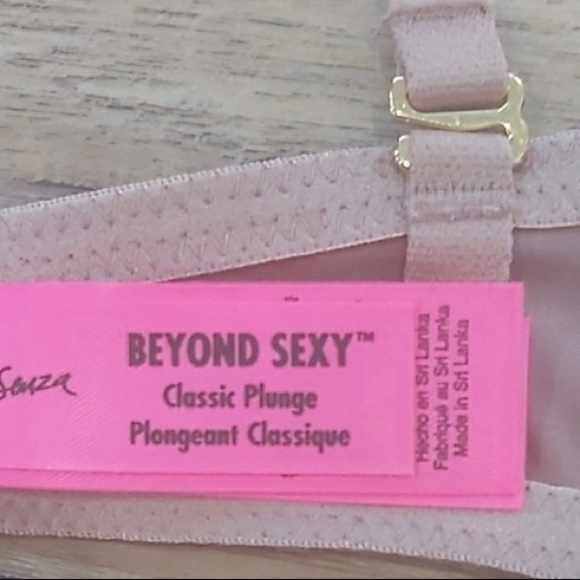 Senza
BEYOND SEXY™
Classic Plunge
Plongeant Classique
Hecho en Sri Lanka
Fabriqué au Sri Lanka
Made in Sri Lanka